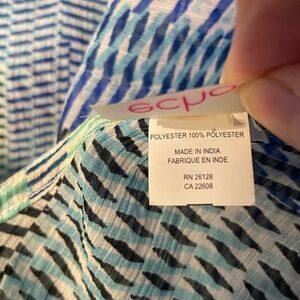 echo
POLYESTER 100% POLYESTER
MADE IN INDIA
FABRIQUE EN INDE
RN 26128
CA 22608